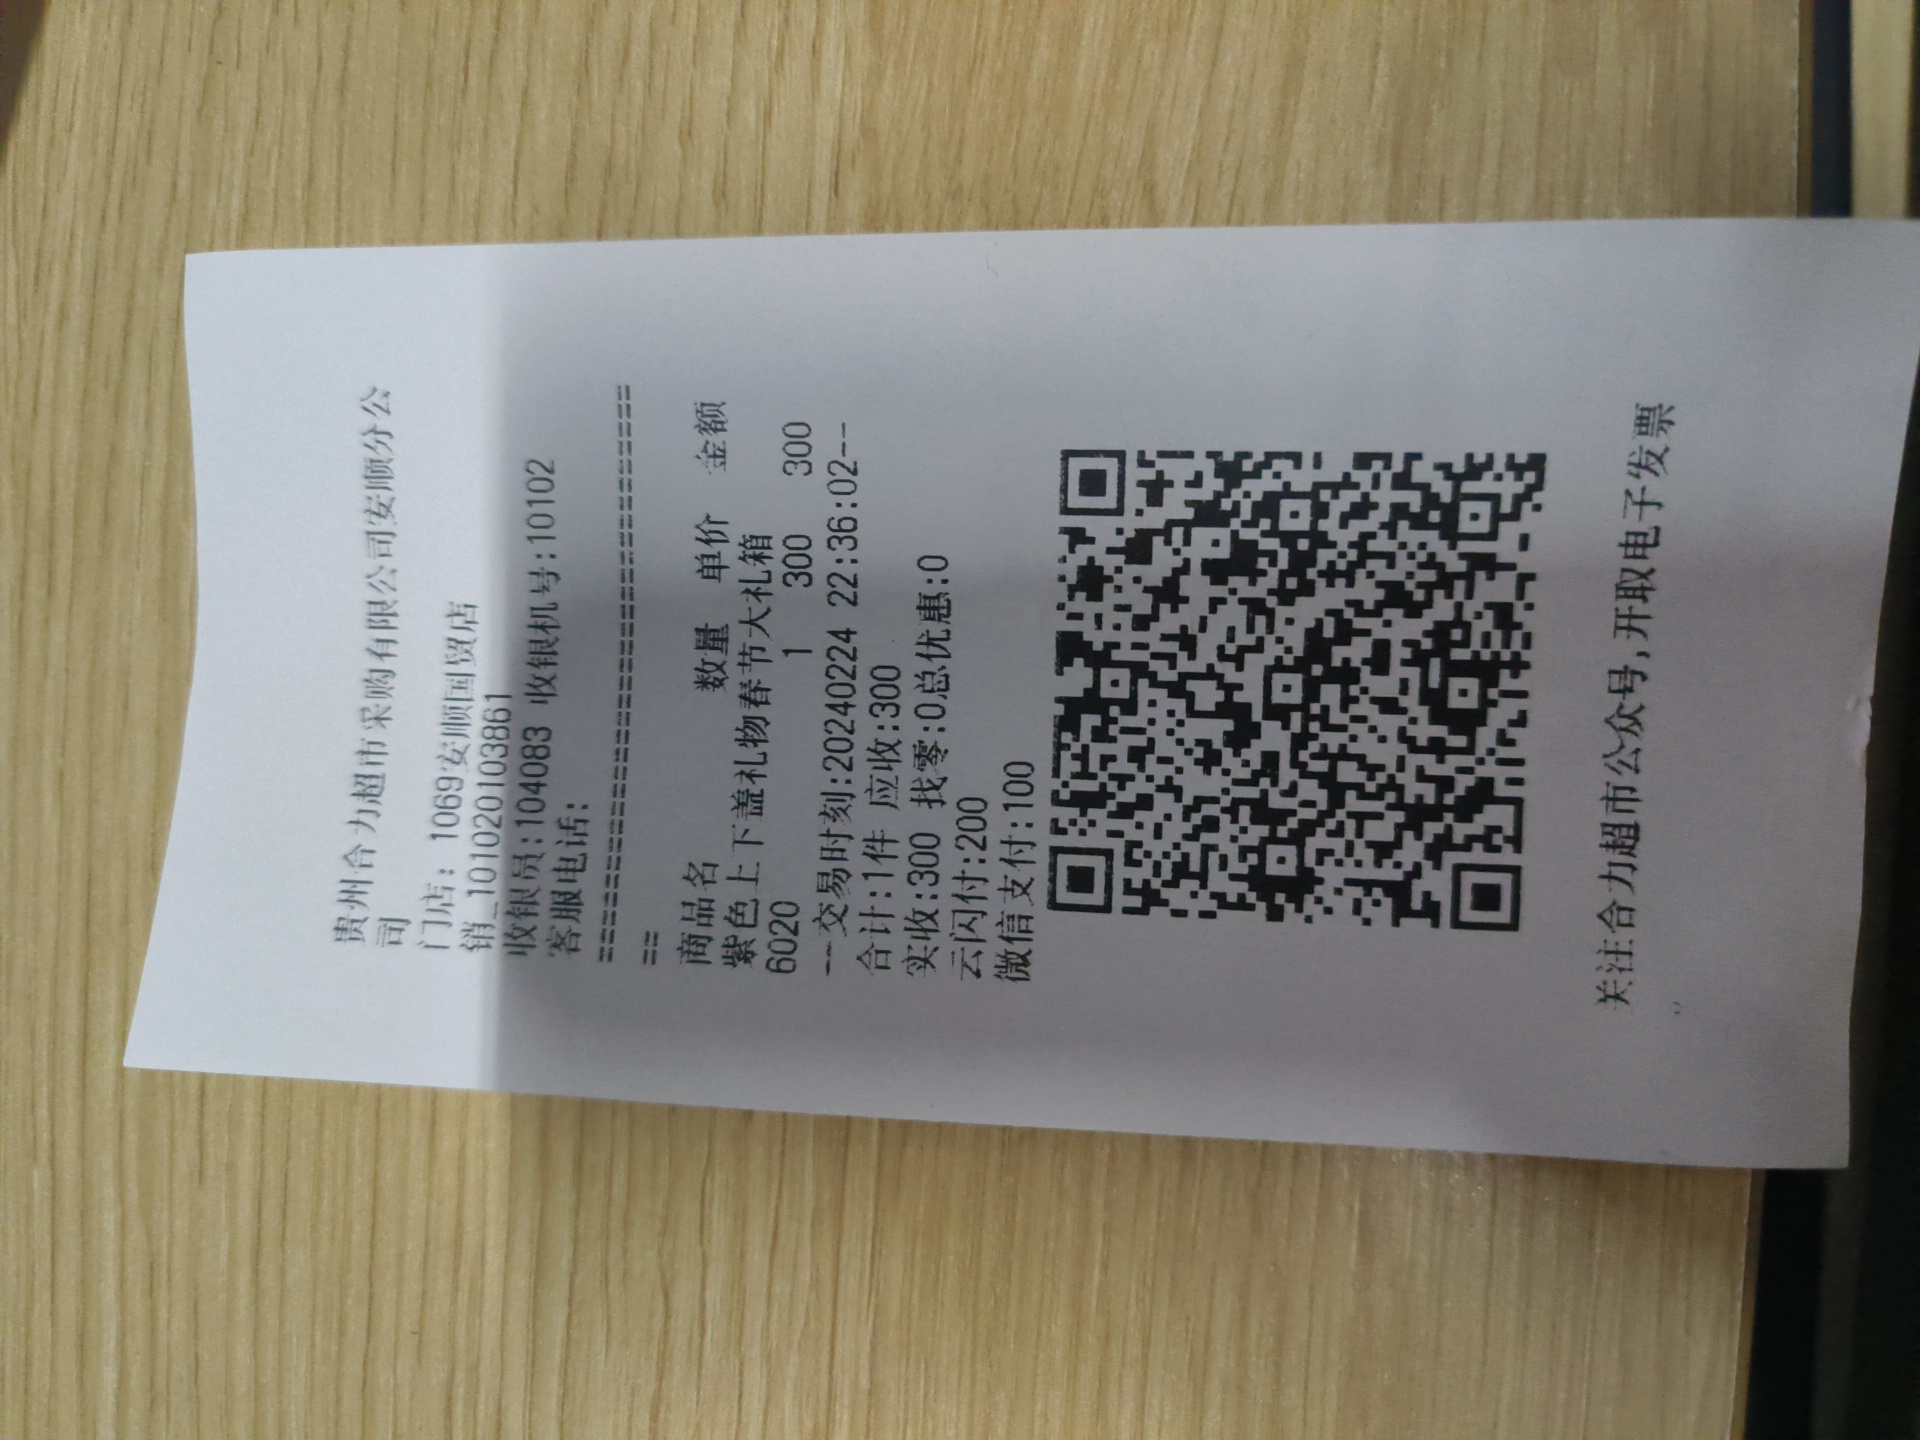 贵州合力超市采购有限公司安顺分公
司
门店：1069安顺国贸店
销_1010220103861
收银员:104083 收银机号:10102
客服电话:
========================================
==
商品名 数量 单价 金额
紫色上下盖礼物春节大礼箱
6020 1 300 300
--交易时刻:20240224 22:36:02--
合计:1件 应收:300
实收:300 找零:0总优惠:0
云闪付:200
微信支付:100
关注合力超市公众号,开取电子发票
。